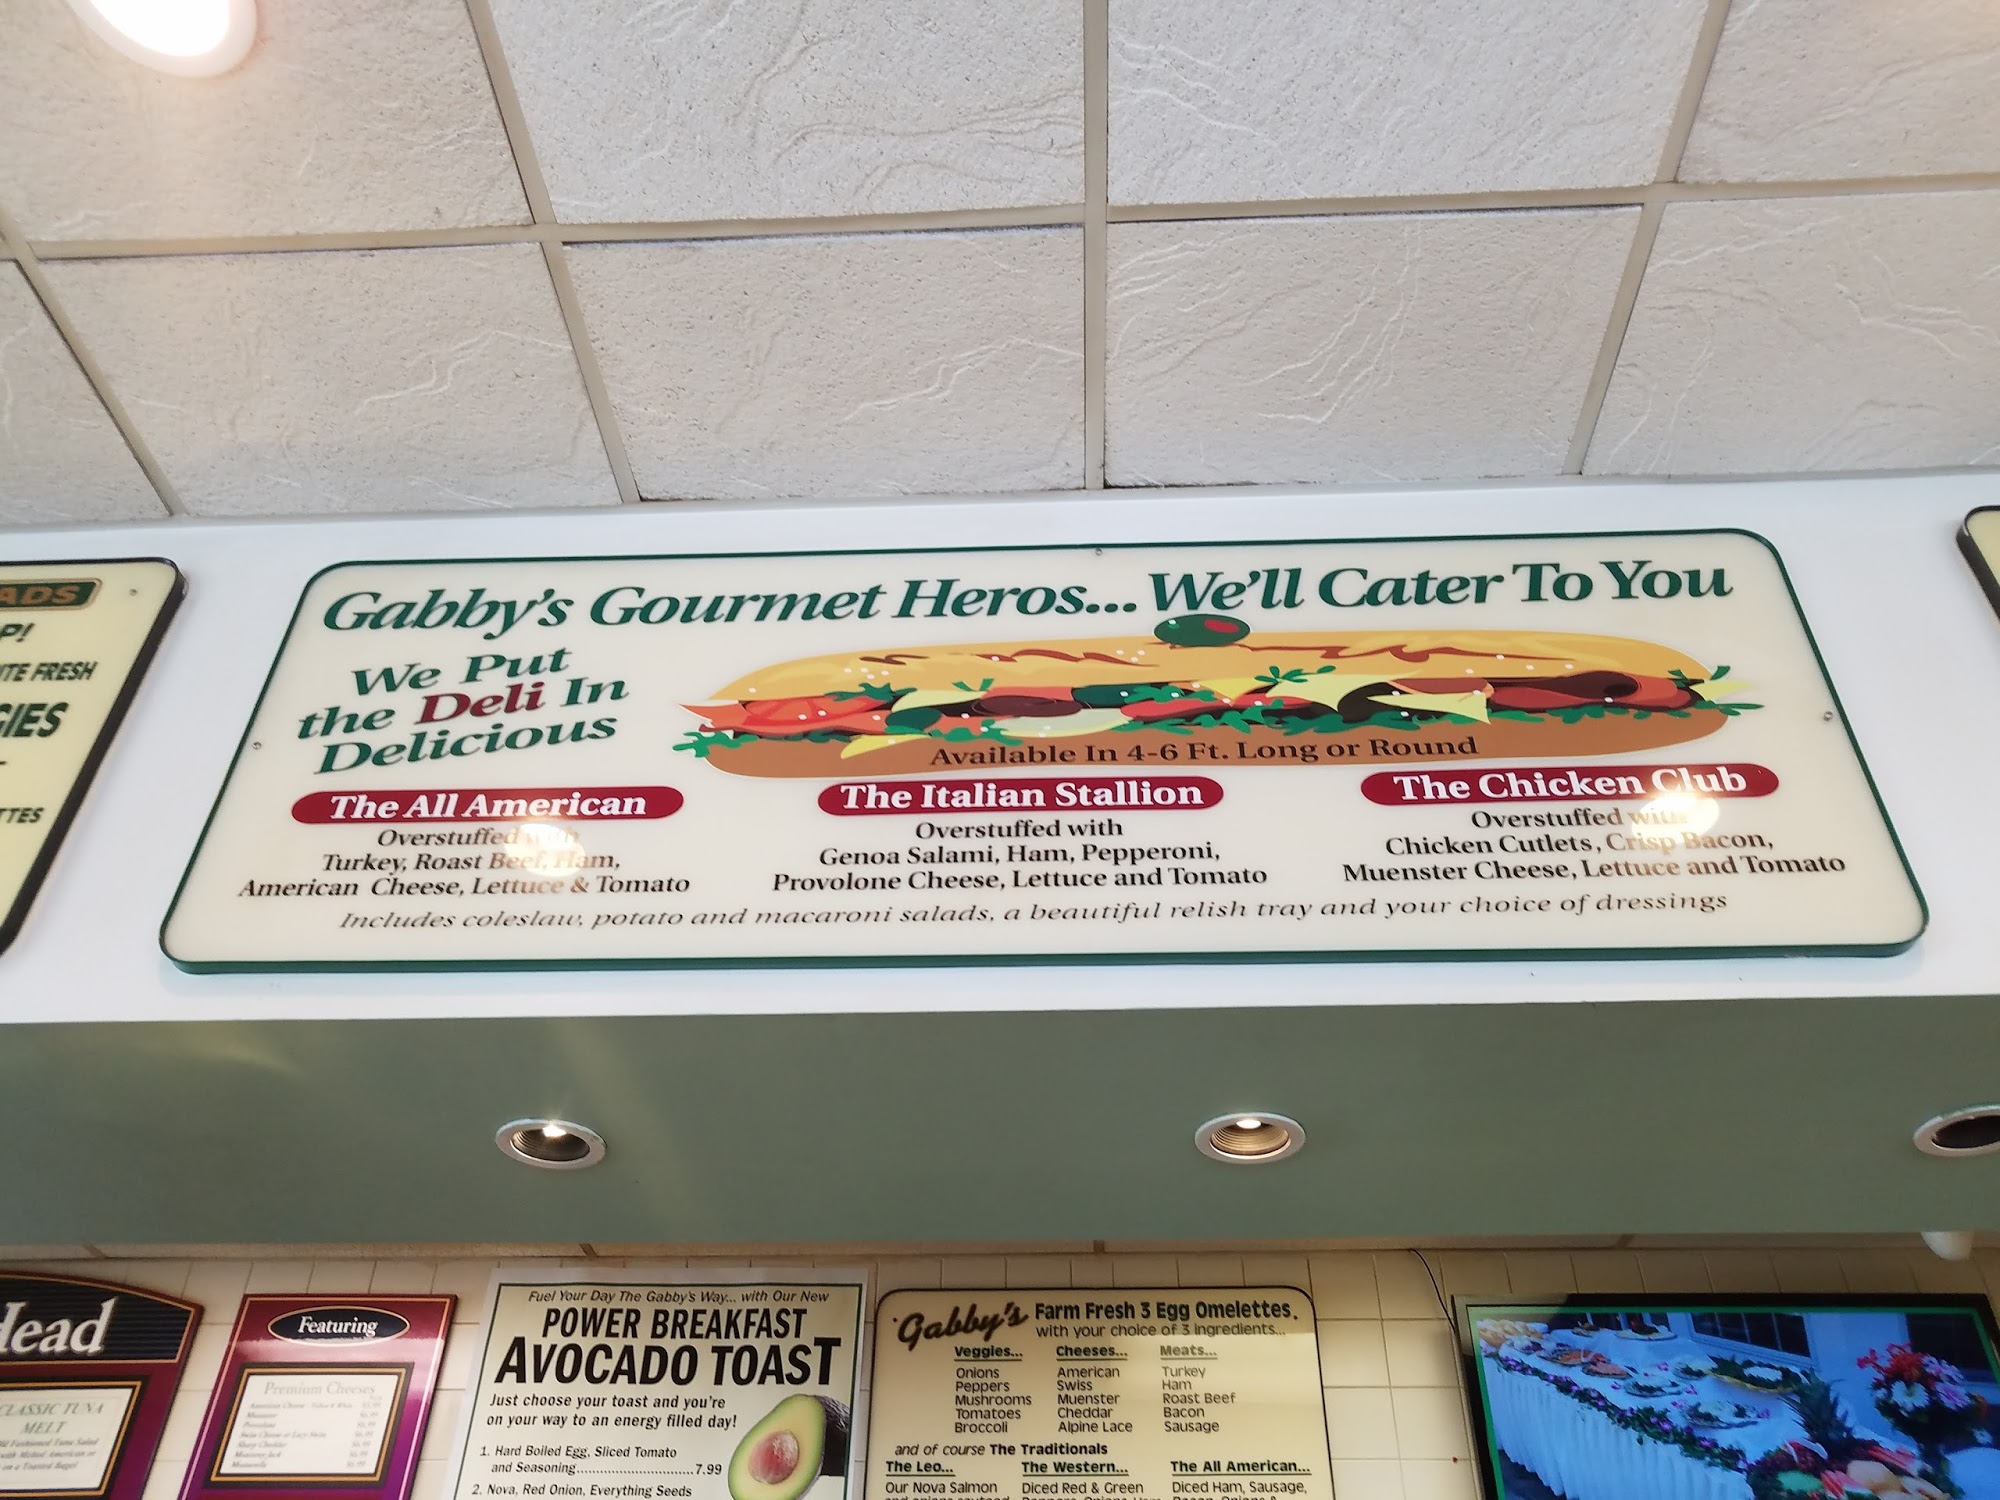 Gabby's Gourmet Heros... We'll Cater To You
We Put
the Deli In
Delicious
Available In 4-6 Ft. Long or Round
The All American
Overstuffed with
Turkey, Roast Beef, Ham,
American Cheese, Lettuce & Tomato
The Italian Stallion
Overstuffed with
Genoa Salami, Ham, Pepperoni,
Provolone Cheese, Lettuce and Tomato
The Chicken Club
Overstuffed with
Chicken Cutlets, Crisp Bacon,
Muenster Cheese, Lettuce and Tomato
Includes coleslaw, potato and macaroni salads, a beautiful relish tray and your choice of dressings
ADS
P!
ITE FRESH
GIES
TTES
lead
CLASSIC TUNA
MELT
Featuring
Premium Cheeses
Fuel Your Day The Gabby's Way... with Our New
POWER BREAKFAST
AVOCADO TOAST
Just choose your toast and you're
on your way to an energy filled day!
1. Hard Boiled Egg, Sliced Tomato
and Seasoning..............................7.99
2. Nova, Red Onion, Everything Seeds
Gabby's Farm Fresh 3 Egg Omelettes.
with your choice of 3 ingredients...
Veggies...
Onions
Peppers
Mushrooms
Tomatoes
Broccoli
Cheeses...
American
Swiss
Muenster
Cheddar
Alpine Lace
Meats...
Turkey
Ham
Roast Beef
Bacon
Sausage
and of course The Traditionals
The Leo...
Our Nova Salmon
The Western...
Diced Red & Green
The All American...
Diced Ham, Sausage,